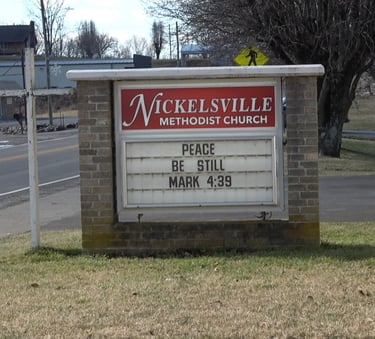 NICKELSVILLE
METHODIST CHURCH
PEACE
BE STILL
MARK 4:39